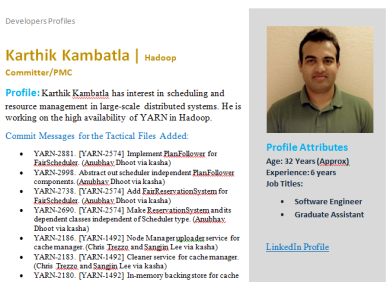 Developers Profiles
Karthik Kambatla | Hadoop
Committer/PMC
Profile: Karthik Kambatla has interest in scheduling and
resource management in large-scale distributed systems. He is
working on the high availability of YARN in Hadoop.
Commit Messages for the Tactical Files Added:
• YARN-2881. [YARN-2574] Implement PlanFollower for
FairScheduler. (Anubhav Dhoot via kasha)
• YARN-2998. Abstract out scheduler independent PlanFollower
components. (Anubhav Dhoot via kasha)
• YARN-2738. [YARN-2574] Add FairReservationSystem for
FairScheduler. (Anubhav Dhoot via kasha)
• YARN-2690. [YARN-2574] Make ReservationSystem and its
dependent classes independent of Scheduler type. (Anubhav
Dhoot via kasha)
• YARN-2186. [YARN-1492] Node Manager uploader service for
cache manager. (Chris Trezzo and Sangjin Lee via kasha)
• YARN-2183. [YARN-1492] Cleaner service for cache manager.
(Chris Trezzo and Sangjin Lee via kasha)
• YARN-2180. [YARN-1492] In-memory backing store for cache
Profile Attributes
Age: 32 Years (Approx)
Experience: 6 years
Job Titles:
• Software Engineer
• Graduate Assistant
LinkedIn Profile